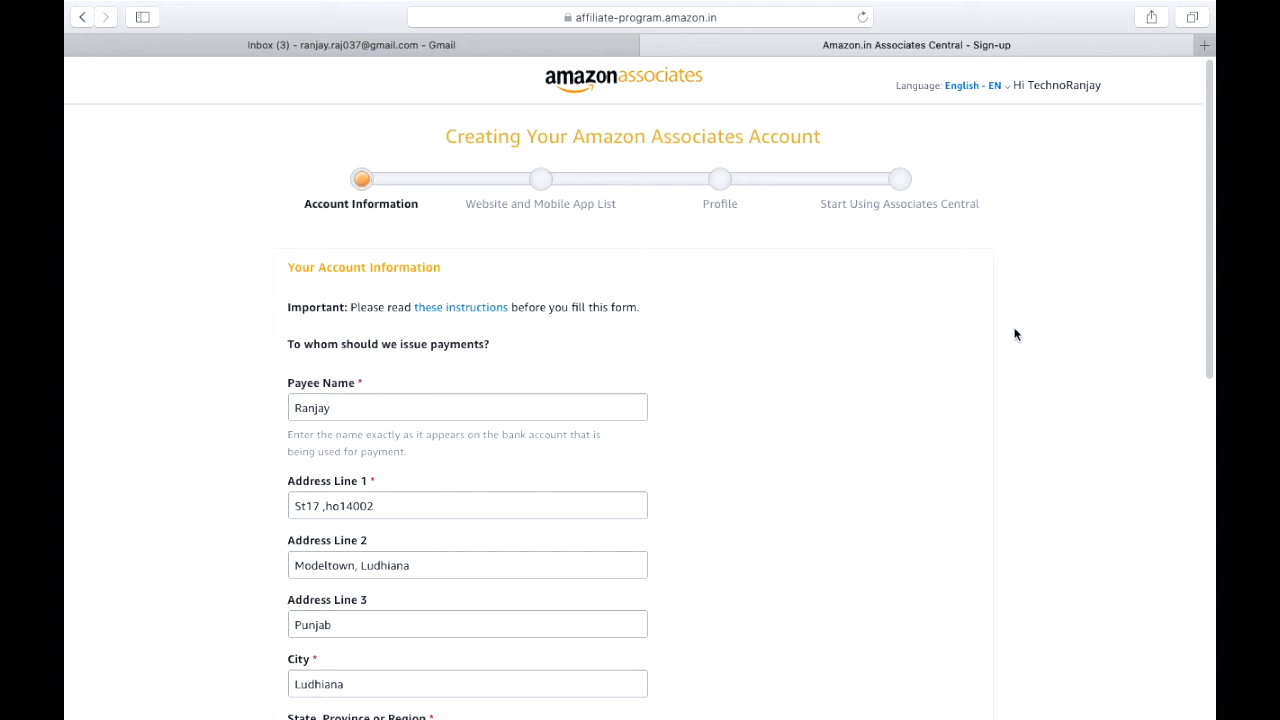 affiliate-program.amazon.in
Inbox (3) - ranjay.raj037@gmail.com - Gmail
Amazon.in Associates Central - Sign-up
amazonassociates
Language: English - EN Hi TechnoRanjay
Creating Your Amazon Associates Account
Account Information
Website and Mobile App List
Profile
Start Using Associates Central
Your Account Information
Important: Please read these instructions before you fill this form.
To whom should we issue payments?
Payee Name *
Ranjay
Enter the name exactly as it appears on the bank account that is
being used for payment.
Address Line 1 *
St17 ,ho14002
Address Line 2
Modeltown, Ludhiana
Address Line 3
Punjab
City *
Ludhiana
State, Province or Region *